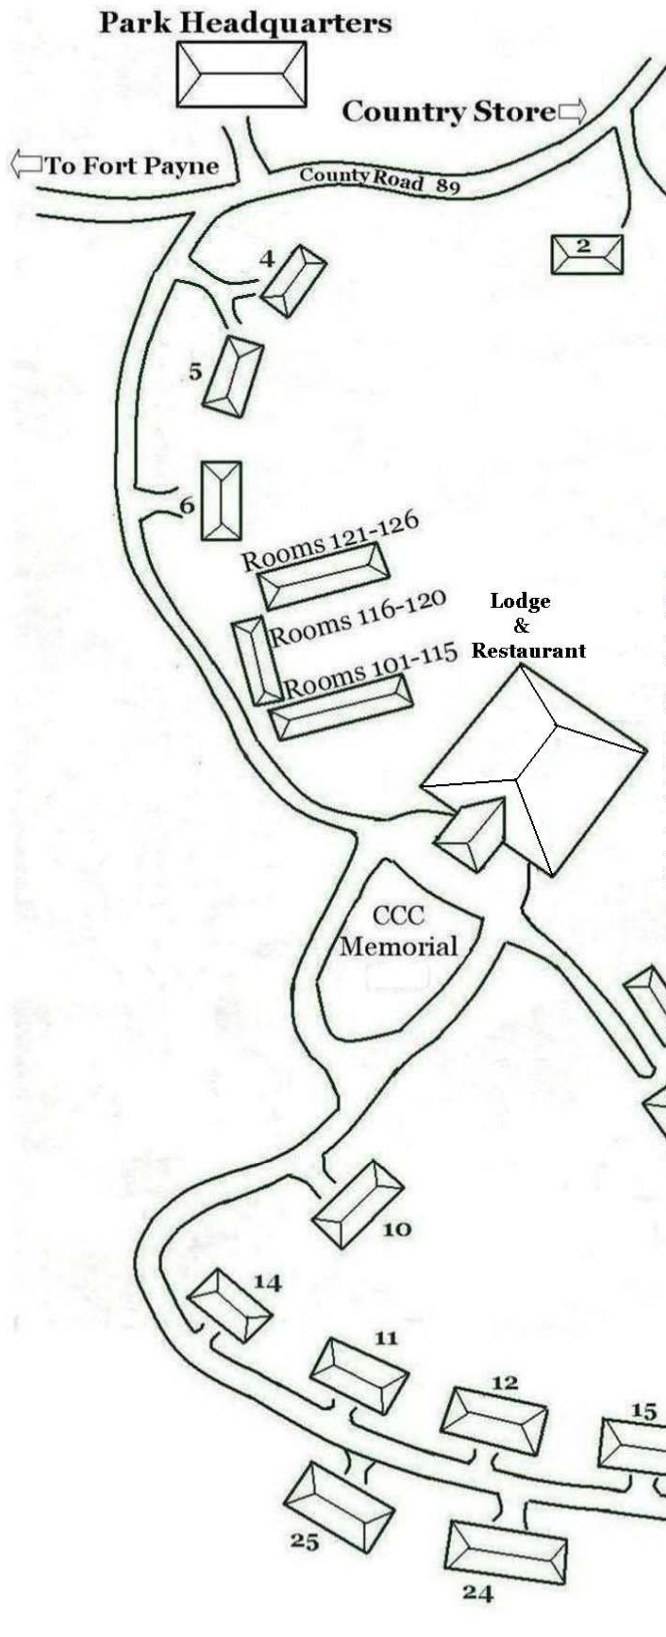 Park Headquarters
Country Store
To Fort Payne
County Road 89
2
4
5
6
Rooms 121-126
Rooms 116-120
Rooms 101-115
Lodge
&
Restaurant
CCC
Memorial
10
14
11
12
15
25
24